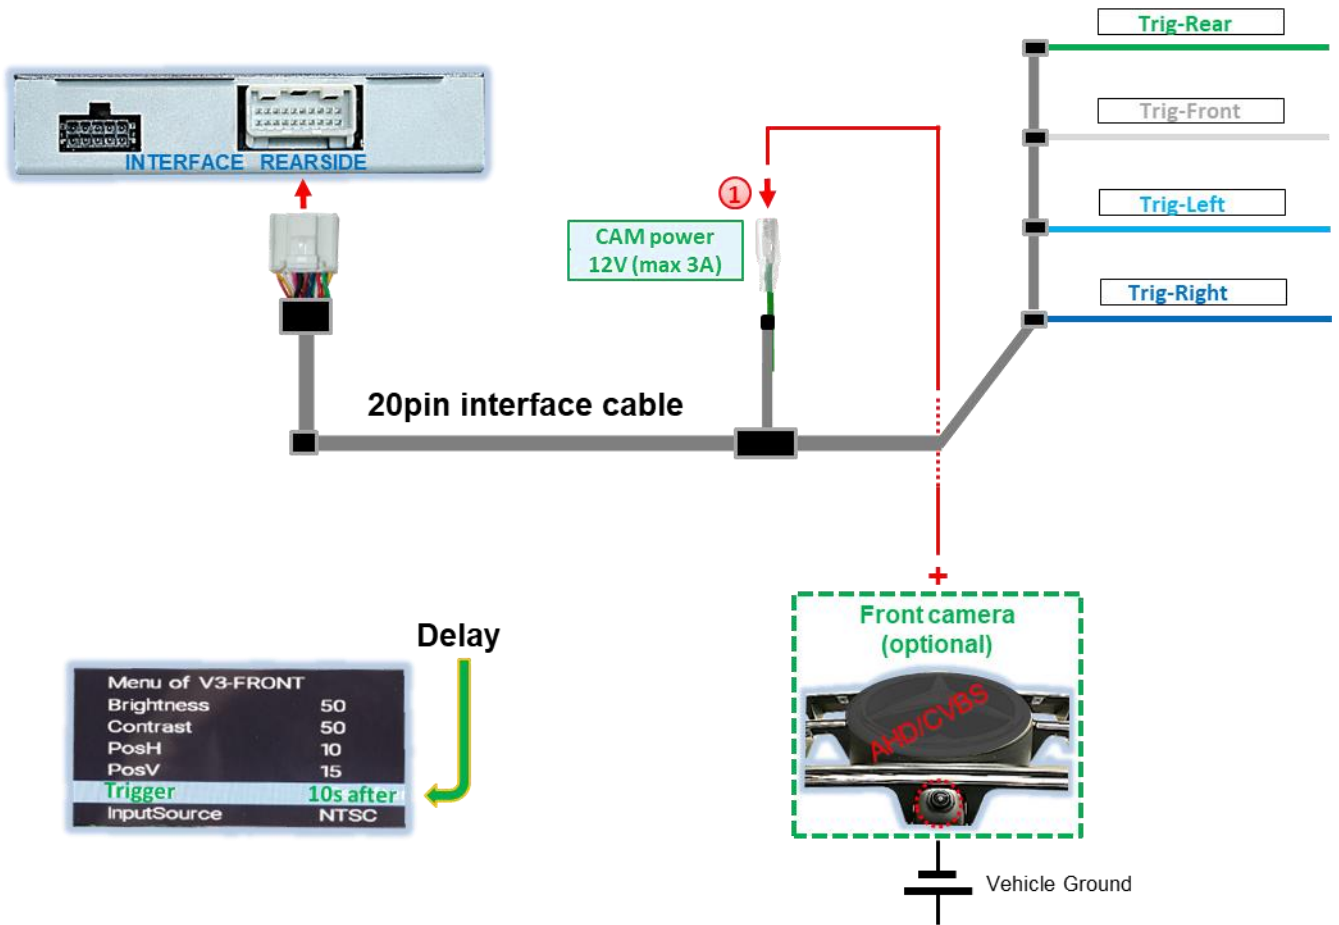 Trig-Rear
Trig-Front
Trig-Left
Trig-Right
INTERFACE REARSIDE
1
CAM power
12V (max 3A)
20pin interface cable
+
Front camera
(optional)
AHD/CVBS
Delay
Menu of V3-FRONT
Brightness 50
Contrast 50
PosH 10
PosV 15
Trigger 10s after
InputSource NTSC
Vehicle Ground